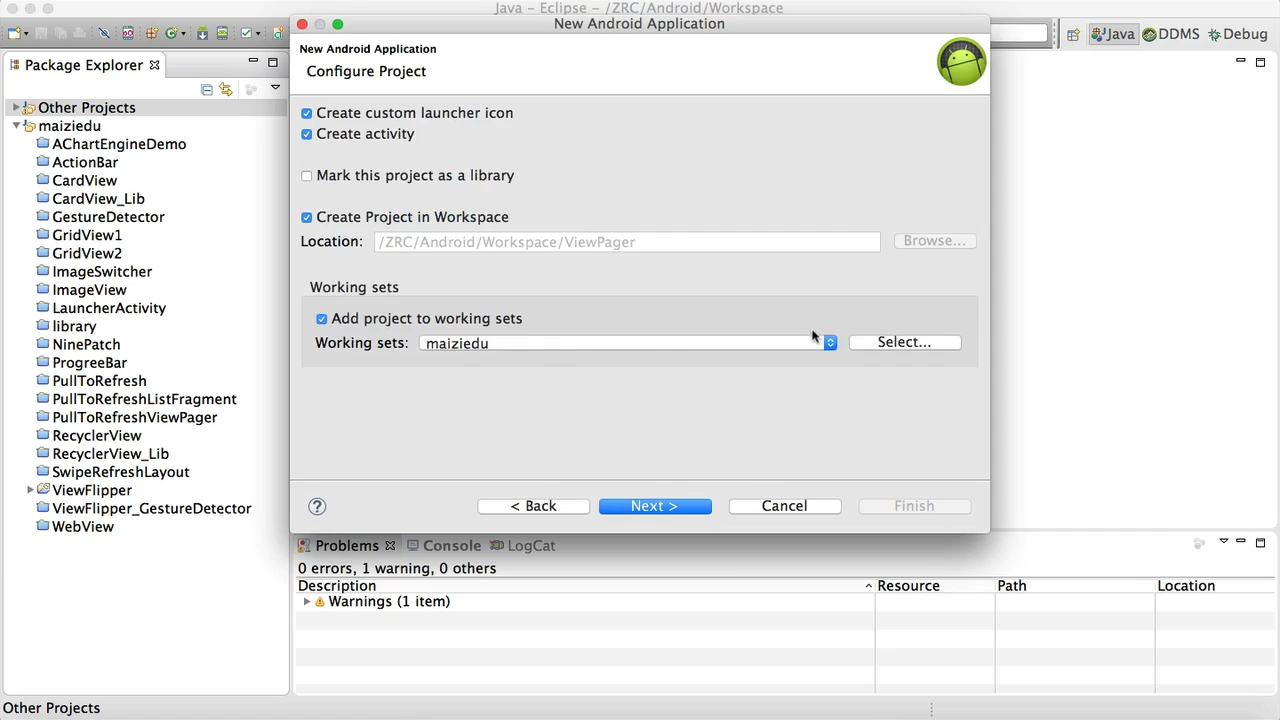 Java – Eclipse – /ZRC/Android/Workspace
New Android Application
Java
DDMS
Debug
Package Explorer
Other Projects
maiziedu
AChartEngineDemo
ActionBar
CardView
CardView_Lib
GestureDetector
GridView1
GridView2
ImageSwitcher
ImageView
LauncherActivity
library
NinePatch
ProgreeBar
PullToRefresh
PullToRefreshListFragment
PullToRefreshViewPager
RecyclerView
RecyclerView_Lib
SwipeRefreshLayout
ViewFlipper
ViewFlipper_GestureDetector
WebView
New Android Application
Configure Project
Create custom launcher icon
Create activity
Mark this project as a library
Create Project in Workspace
Location: /ZRC/Android/Workspace/ViewPager Browse...
Working sets
Add project to working sets
Working sets: maiziedu Select...
? < Back Next > Cancel Finish
Problems Console LogCat
0 errors, 1 warning, 0 others
Description Resource Path Location
Warnings (1 item)
Other Projects